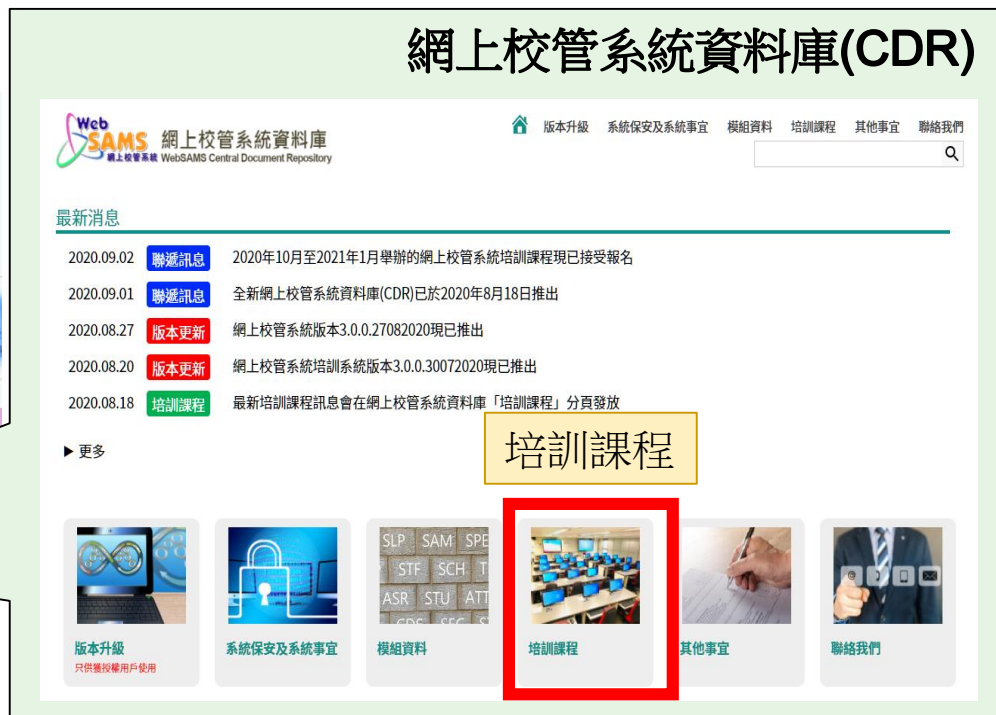 網上校管系統資料庫(CDR)
Web
SAMS
網上校管系統
網上校管系統資料庫
WebSAMS Central Document Repository
版本升級 系統保安及系統事宜 模組資料 培訓課程 其他事宜 聯絡我們
最新消息
2020.09.02 聯遞訊息 2020年10月至2021年1月舉辦的網上校管系統培訓課程現已接受報名
2020.09.01 聯遞訊息 全新網上校管系統資料庫(CDR)已於2020年8月18日推出
2020.08.27 版本更新 網上校管系統版本3.0.0.27082020現已推出
2020.08.20 版本更新 網上校管系統培訓系統版本3.0.0.30072020現已推出
2020.08.18 培訓課程 最新培訓課程訊息會在網上校管系統資料庫「培訓課程」分頁發放
▶ 更多
培訓課程
SLP SAM SPE
STF SCH T
ASR STU ATT
版本升級 系統保安及系統事宜 模組資料 培訓課程 其他事宜 聯絡我們
只供獲授權用戶使用